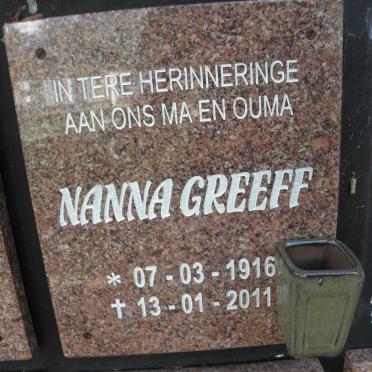 IN TERE HERINNERINGE
AAN ONS MA EN OUMA
NANNA GREEFF
* 07 - 03 - 1916
✝ 13 - 01 - 2011